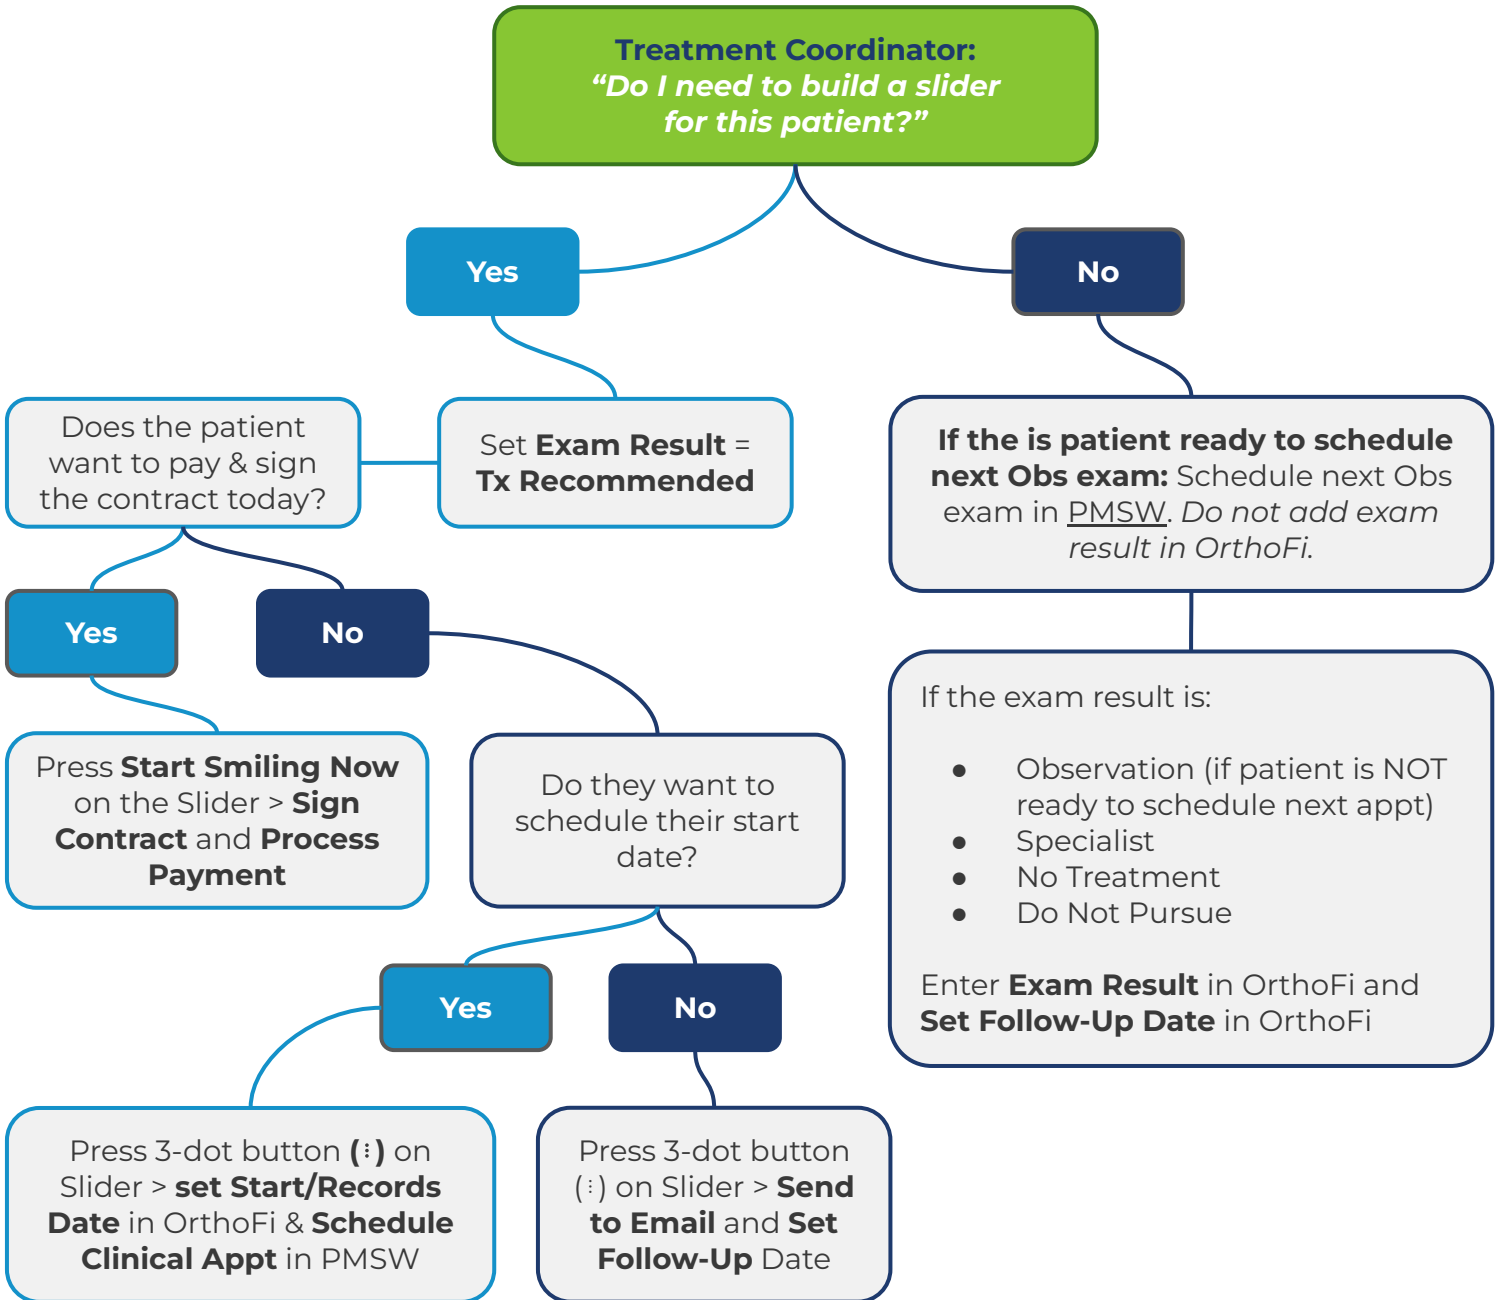 Treatment Coordinator:
“Do I need to build a slider
for this patient?”
Yes
No
Does the patient
want to pay & sign
the contract today?
Set Exam Result =
Tx Recommended
If the is patient ready to schedule
next Obs exam: Schedule next Obs
exam in PMSW. Do not add exam
result in OrthoFi.
Yes
No
Press Start Smiling Now
on the Slider > Sign
Contract and Process
Payment
Do they want to
schedule their start
date?
If the exam result is:
● Observation (if patient is NOT
ready to schedule next appt)
● Specialist
● No Treatment
● Do Not Pursue
Enter Exam Result in OrthoFi and
Set Follow-Up Date in OrthoFi
Yes
No
Press 3-dot button (⋮) on
Slider > set Start/Records
Date in OrthoFi & Schedule
Clinical Appt in PMSW
Press 3-dot button
(⋮) on Slider > Send
to Email and Set
Follow-Up Date